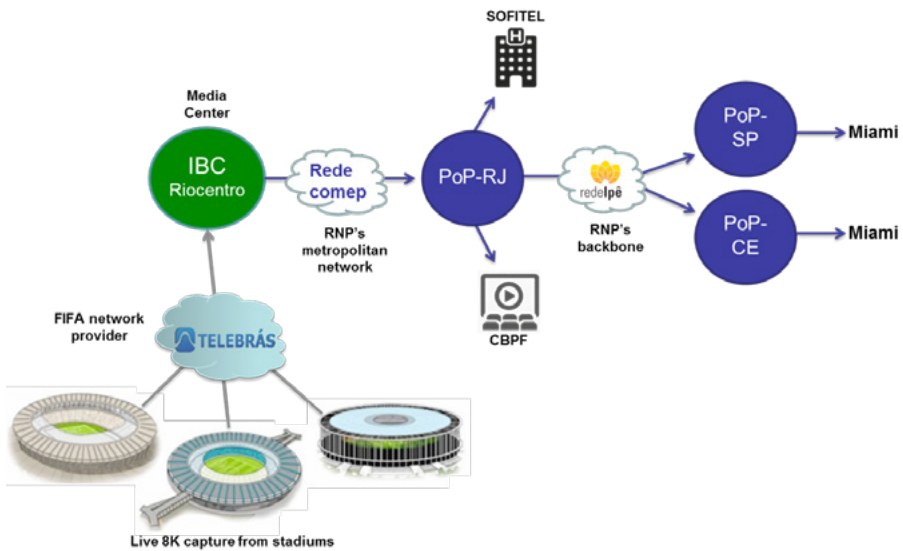 SOFITEL
H
Media
Center
IBC
Riocentro
Rede
comep
RNP's
metropolitan
network
PoP-RJ
redeIpê
RNP's
backbone
PoP-
SP
Miami
PoP-
CE
Miami
CBPF
FIFA network
provider
TELEBRÁS
Live 8K capture from stadiums